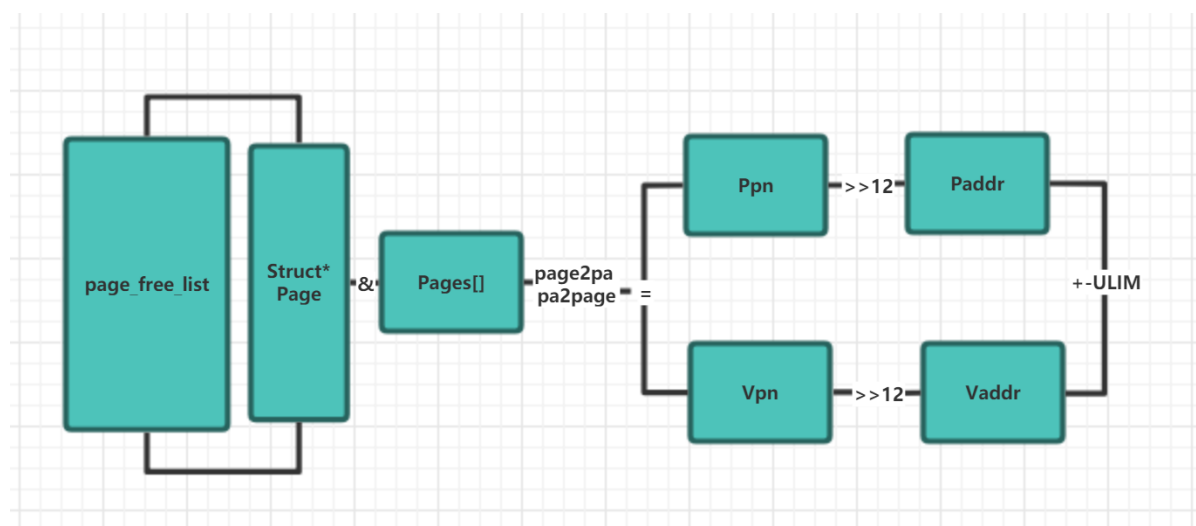 page_free_list
Struct*
Page
&
Pages[]
page2pa
pa2page
=
Ppn
>>12
Paddr
+-ULIM
Vpn
>>12
Vaddr